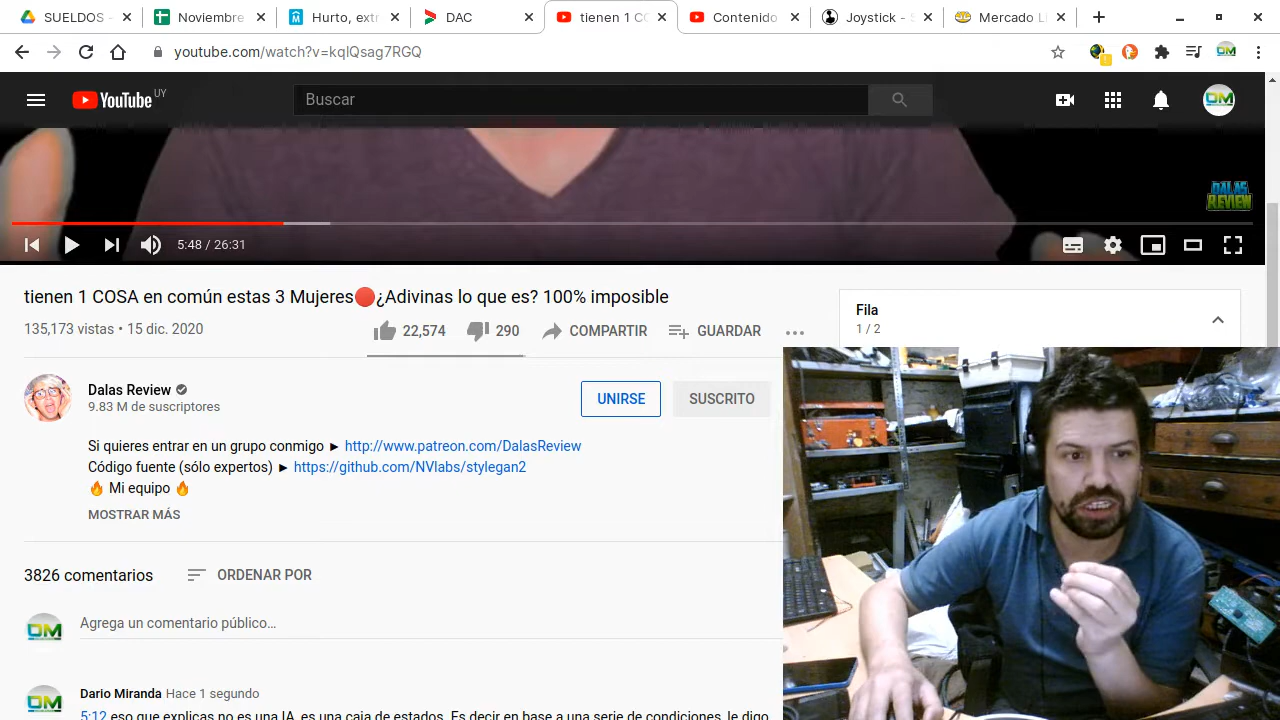 SUELDOS -
Noviembre
Hurto, extr
DAC
tienen 1 CO
Contenido
Joystick - S
Mercado Li
youtube.com/watch?v=kqlQsag7RGQ
YouTube UY
Buscar
DALAS
REVIEW
5:48 / 26:31
tienen 1 COSA en común estas 3 Mujeres🔴¿Adivinas lo que es? 100% imposible
135,173 vistas • 15 dic. 2020
22,574
290
COMPARTIR
GUARDAR
Fila
1 / 2
Dalas Review
9.83 M de suscriptores
UNIRSE
SUSCRITO
Si quieres entrar en un grupo conmigo ► http://www.patreon.com/DalasReview
Código fuente (sólo expertos) ► https://github.com/NVlabs/stylegan2
🔥 Mi equipo 🔥
MOSTRAR MÁS
3826 comentarios
ORDENAR POR
DM
Agrega un comentario público…
DM
Dario Miranda Hace 1 segundo
5:12 eso que explicas no es una IA, es una caja de estados. Es decir en base a una serie de condiciones, le digo